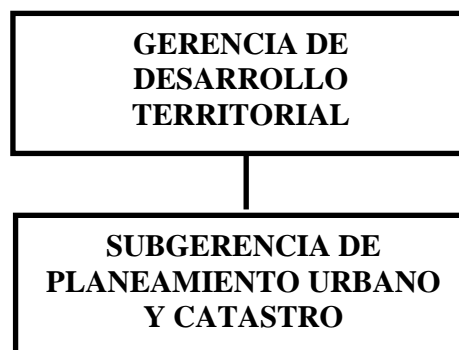 GERENCIA DE
DESARROLLO
TERRITORIAL
SUBGERENCIA DE
PLANEAMIENTO URBANO
Y CATASTRO